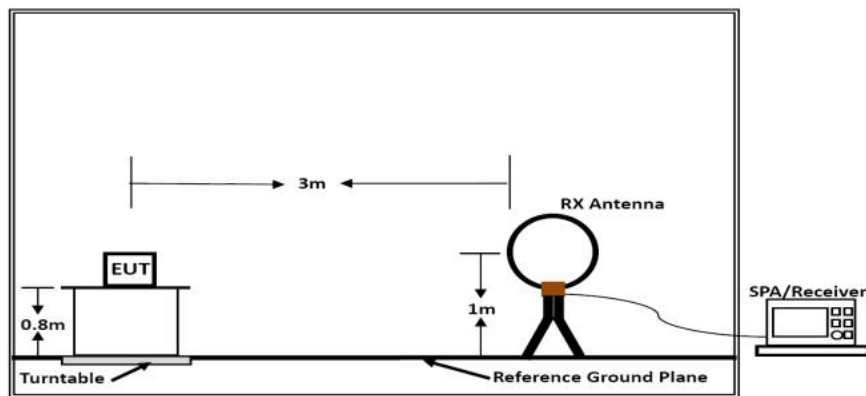 3m
RX Antenna
EUT
SPA/Receiver
0.8m
1m
Turntable
Reference Ground Plane